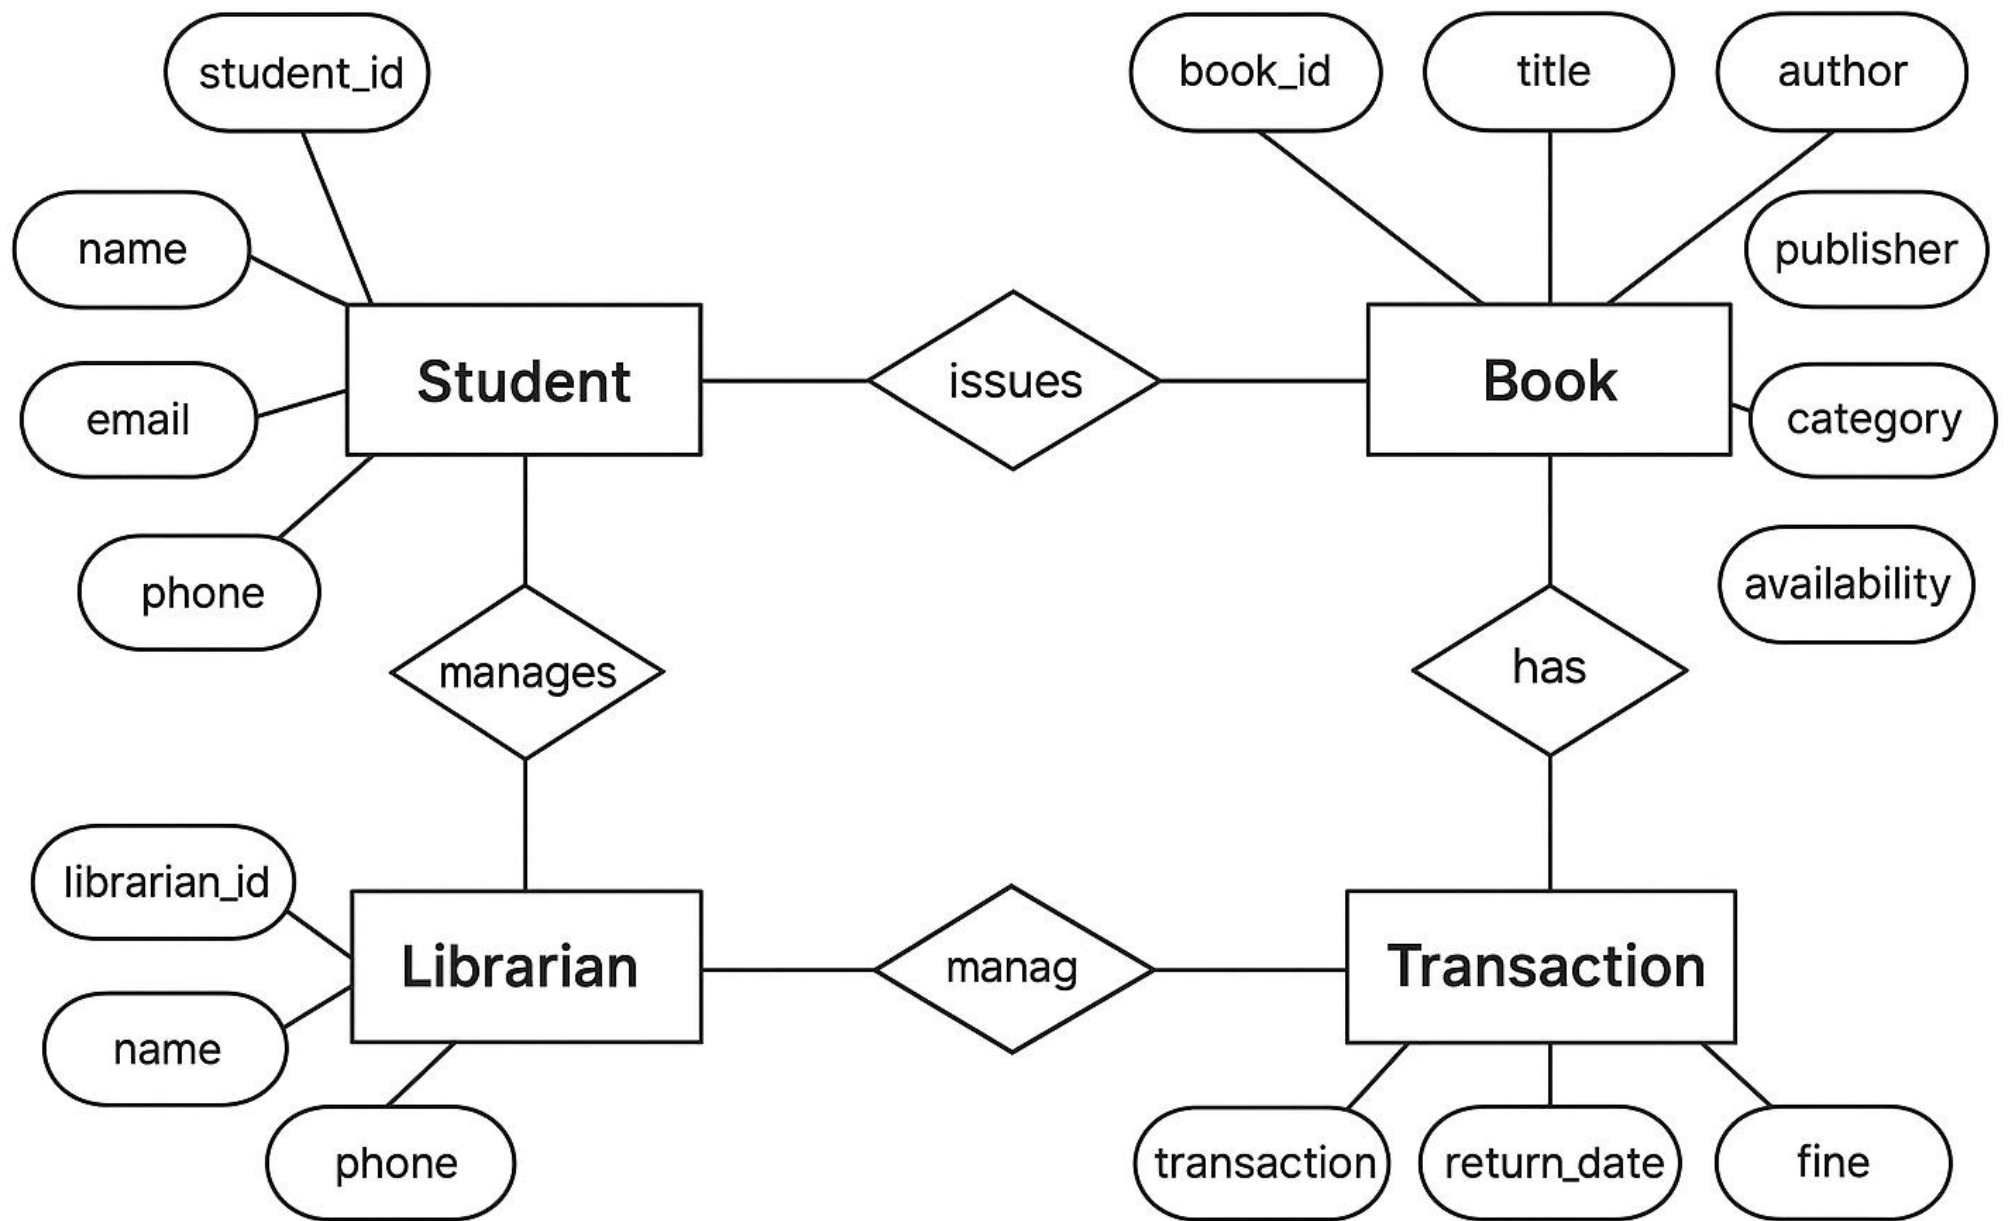 student_id
book_id
title
author
name
publisher
Student
issues
Book
email
category
phone
availability
manages
has
librarian_id
Librarian
manag
Transaction
name
phone
transaction
return_date
fine